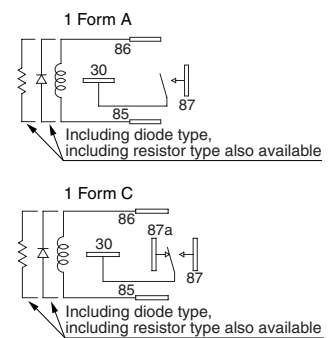 1 Form A
86
30
87
85
Including diode type,
including resistor type also available
1 Form C
86
87a
30
87
85
Including diode type,
including resistor type also available